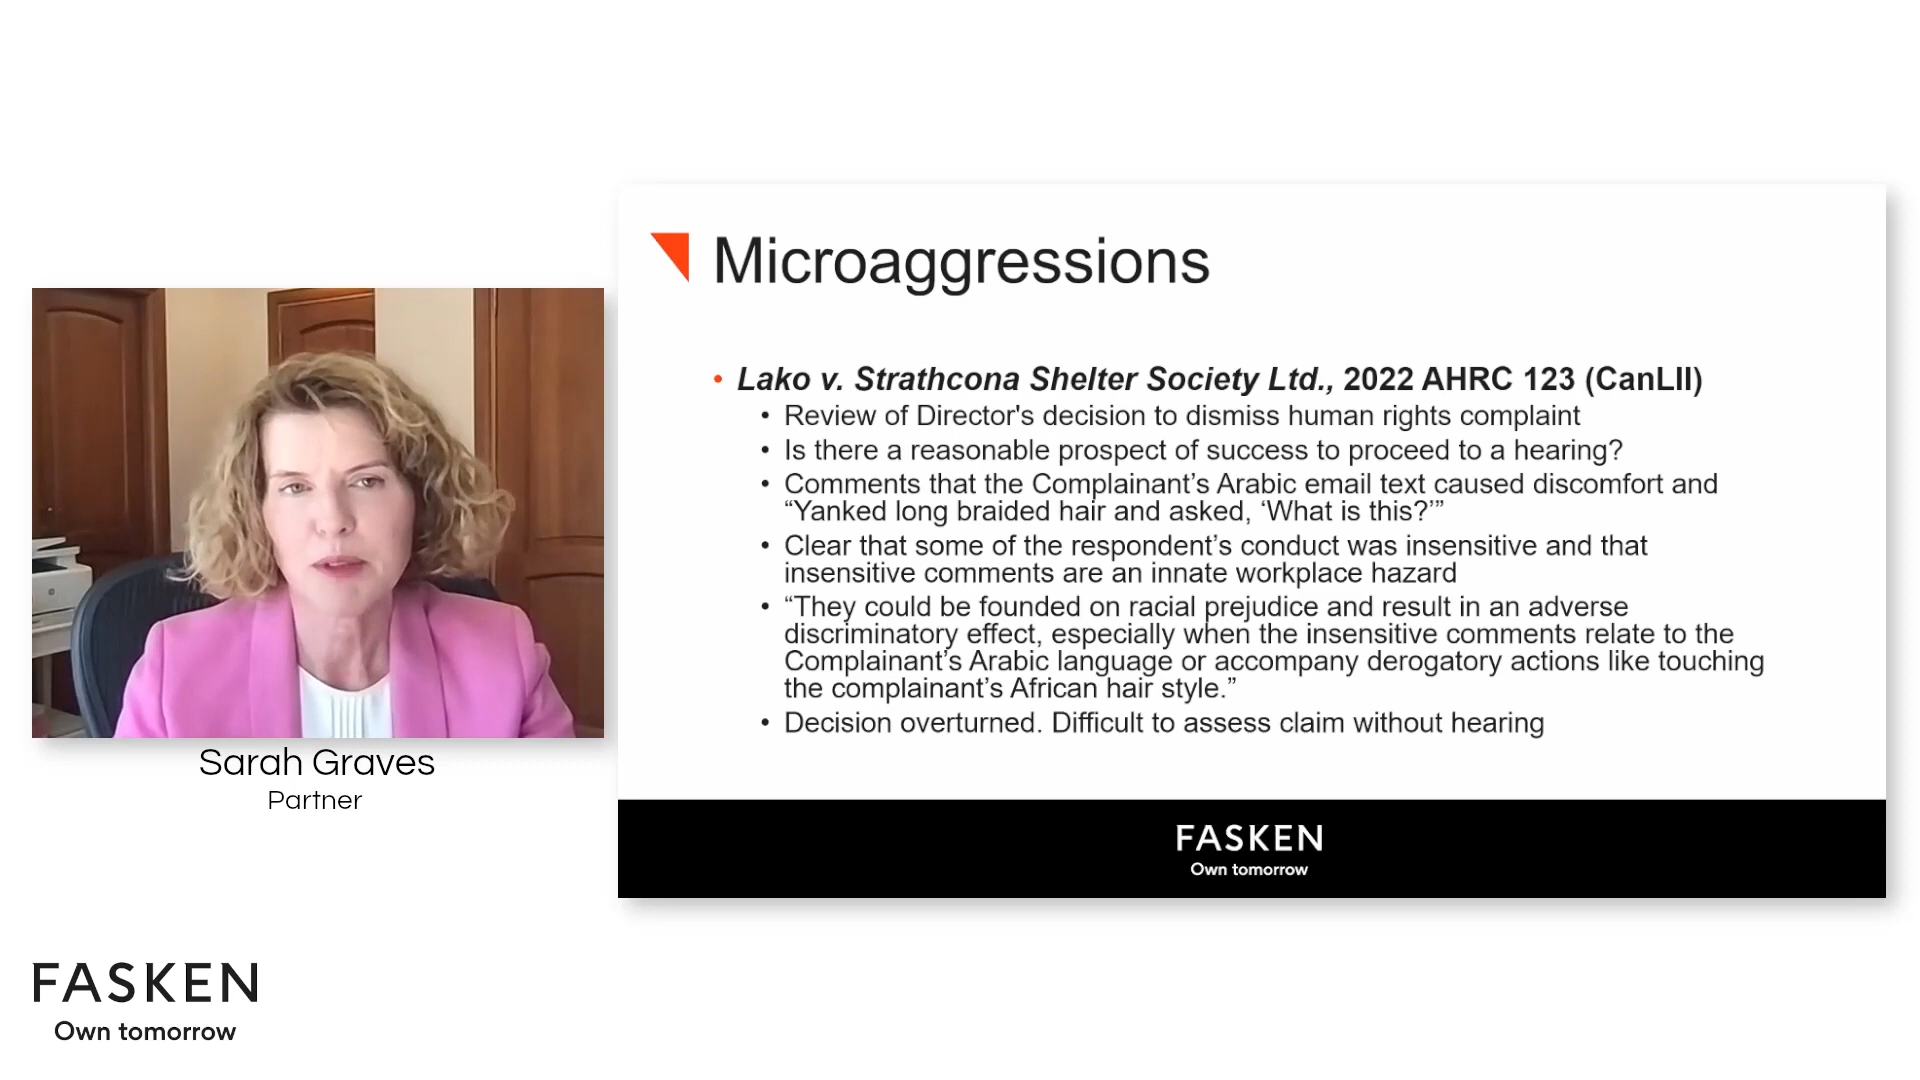 Microaggressions
• Lako v. Strathcona Shelter Society Ltd., 2022 AHRC 123 (CanLII)
• Review of Director's decision to dismiss human rights complaint
• Is there a reasonable prospect of success to proceed to a hearing?
• Comments that the Complainant’s Arabic email text caused discomfort and
“Yanked long braided hair and asked, ‘What is this?’”
• Clear that some of the respondent’s conduct was insensitive and that
insensitive comments are an innate workplace hazard
• “They could be founded on racial prejudice and result in an adverse
discriminatory effect, especially when the insensitive comments relate to the
Complainant’s Arabic language or accompany derogatory actions like touching
the complainant’s African hair style.”
• Decision overturned. Difficult to assess claim without hearing
FASKEN
Own tomorrow
Sarah Graves
Partner
FASKEN
Own tomorrow